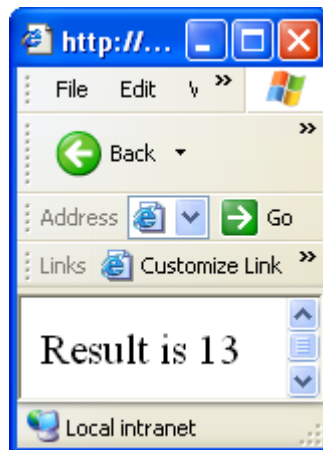 http://...
File Edit V »
Back »
Address Go
Links Customize Link »
Result is 13
Local intranet